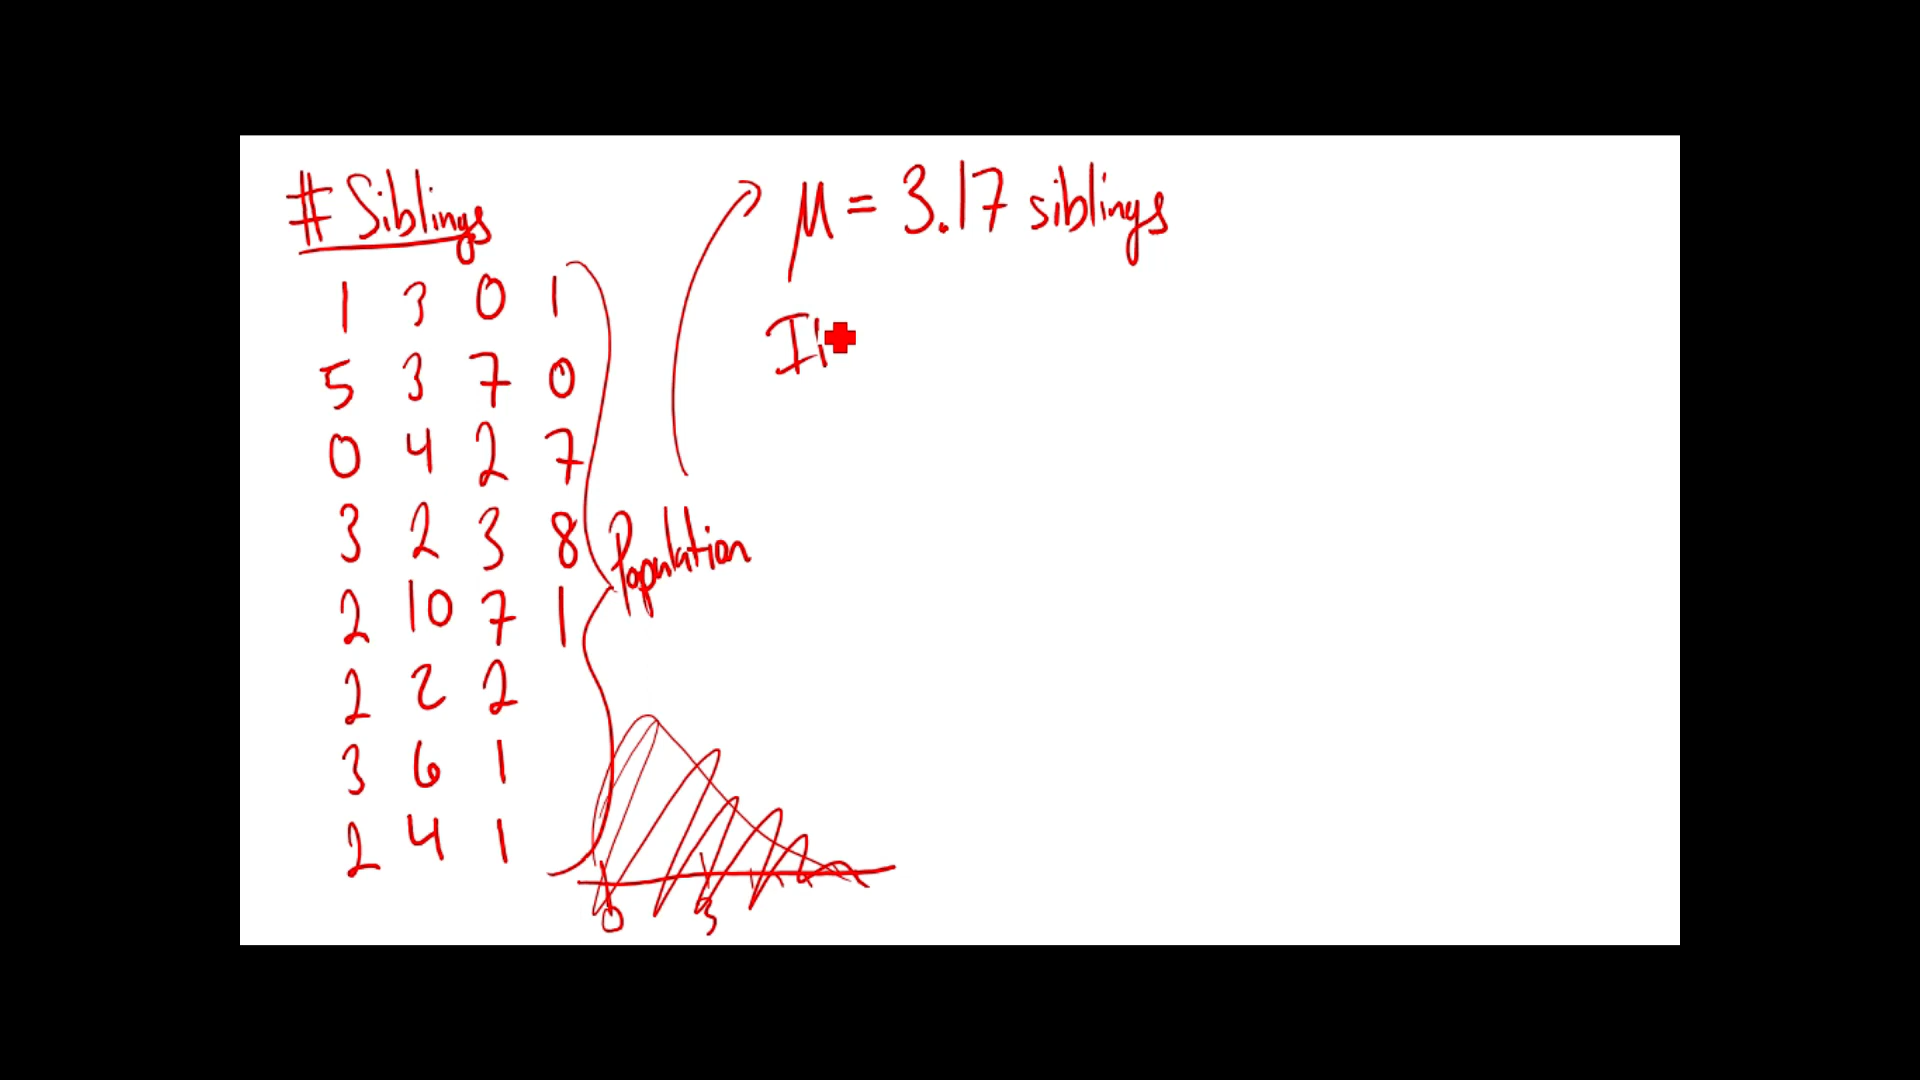 # Siblings
1 3 0 1
5 3 7 0
0 4 2 7
3 2 3 8
2 10 7 1
2 2 2
3 6 1
2 4 1
Population
μ = 3.17 siblings
0 3